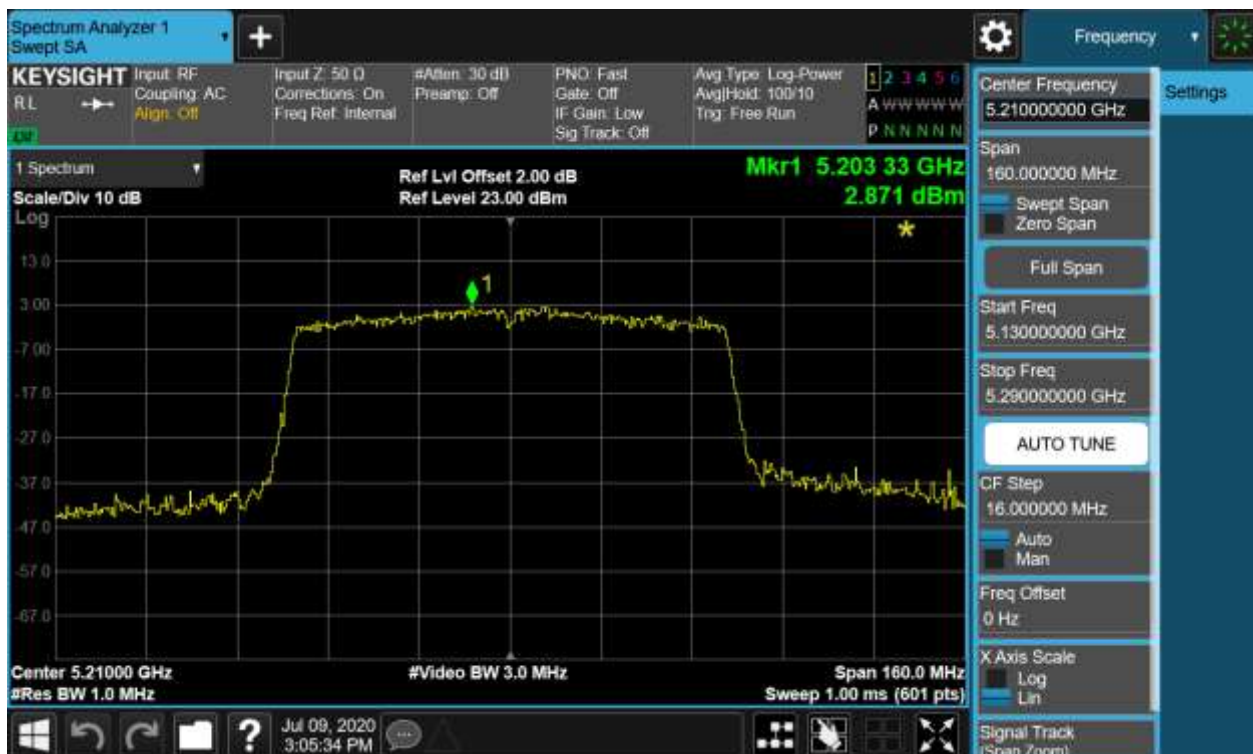 Spectrum Analyzer 1
Swept SA
+
Frequency
KEYSIGHT
RL
Input: RF
Coupling: AC
Align: Off
Input Z: 50 Ω
Corrections: On
Freq Ref: Internal
#Atten: 30 dB
Preamp: Off
PNO: Fast
Gate: Off
IF Gain: Low
Sig Track: Off
Avg Type: Log-Power
Avg|Hold: 100/10
Trig: Free Run
1 2 3 4 5 6
A W W W W W
P N N N N N
Center Frequency
5.210000000 GHz
Settings
Span
160.000000 MHz
Swept Span
Zero Span
Full Span
Start Freq
5.130000000 GHz
Stop Freq
5.290000000 GHz
AUTO TUNE
CF Step
16.000000 MHz
Auto
Man
Freq Offset
0 Hz
X Axis Scale
Log
Lin
Signal Track
(Span Zoom)
1 Spectrum
Scale/Div 10 dB
Log
Ref Lvl Offset 2.00 dB
Ref Level 23.00 dBm
Mkr1 5.203 33 GHz
2.871 dBm
1
13.0
3.00
-7.00
-17.0
-27.0
-37.0
-47.0
-57.0
-67.0
Center 5.21000 GHz
#Video BW 3.0 MHz
Span 160.0 MHz
#Res BW 1.0 MHz
Sweep 1.00 ms (601 pts)
?
Jul 09, 2020
3:05:34 PM